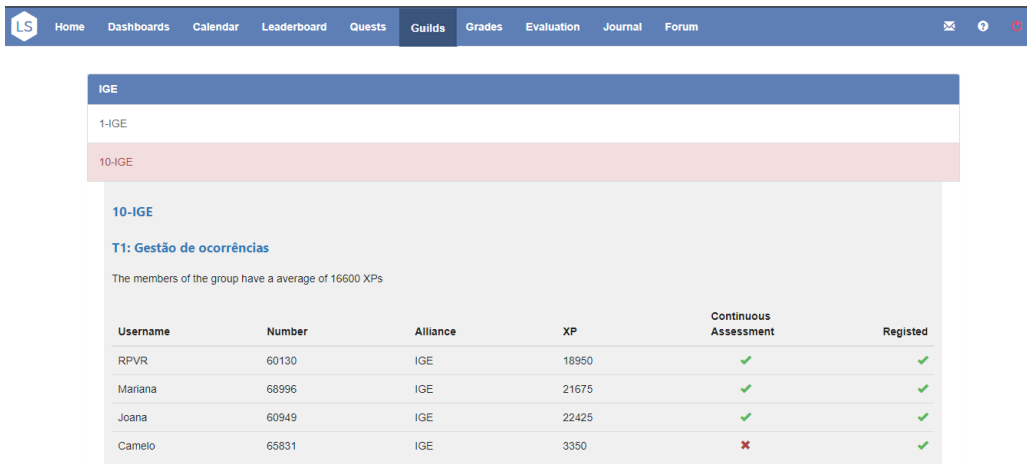 LS Home Dashboards Calendar Leaderboard Quests Guilds Grades Evaluation Journal Forum
IGE
1-IGE
10-IGE
10-IGE
T1: Gestão de ocorrências
The members of the group have a average of 16600 XPs
Username Number Alliance XP Continuous Assessment Registed
RPVR 60130 IGE 18950
Mariana 68996 IGE 21675
Joana 60949 IGE 22425
Camelo 65831 IGE 3350